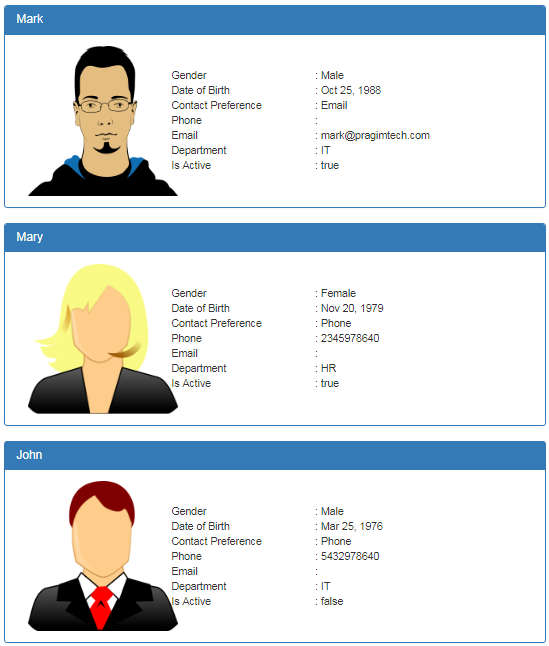 Mark
Gender : Male
Date of Birth : Oct 25, 1988
Contact Preference : Email
Phone :
Email : mark@pragimtech.com
Department : IT
Is Active : true
Mary
Gender : Female
Date of Birth : Nov 20, 1979
Contact Preference : Phone
Phone : 2345978640
Email :
Department : HR
Is Active : true
John
Gender : Male
Date of Birth : Mar 25, 1976
Contact Preference : Phone
Phone : 5432978640
Email :
Department : IT
Is Active : false